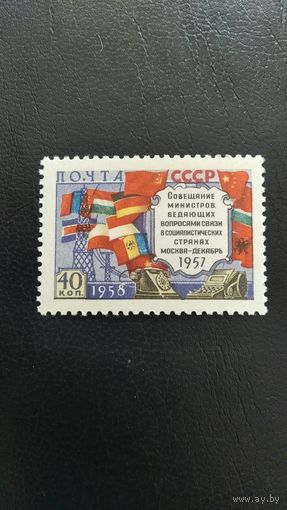 ПОЧТА СССР
СОВЕЩАНИЕ
МИНИСТРОВ,
ВЕДАЮЩИХ
ВОПРОСАМИ СВЯЗИ
В СОЦИАЛИСТИЧЕСКИХ
СТРАНАХ
МОСКВА-ДЕКАБРЬ
1957
40
КОП.
1958
www.ay.by